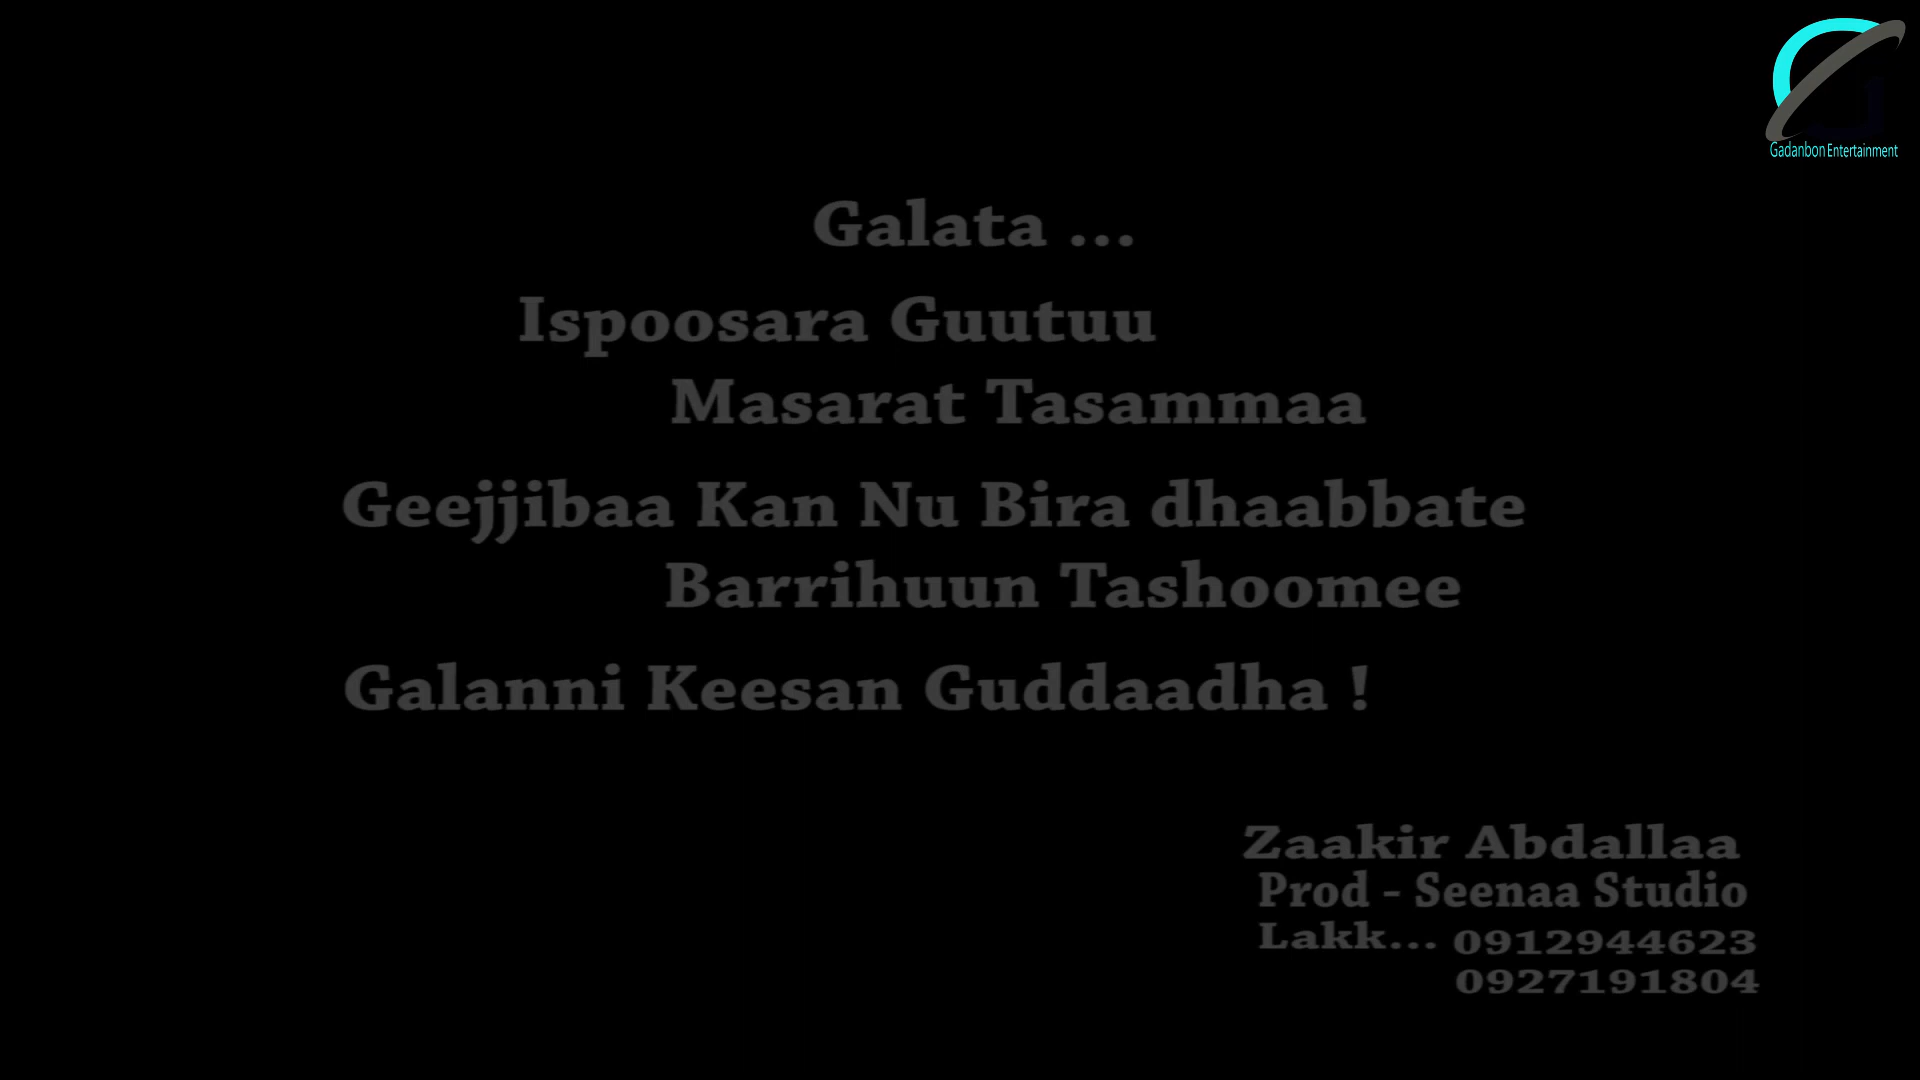 Gadanbon Entertainment
Galata ...
Ispoosara Guutuu
Masarat Tasammaa
Geejjibaa Kan Nu Bira dhaabbate
Barrihuun Tashoomee
Galanni Keesan Guddaadha !
Zaakir Abdallaa
Prod - Seenaa Studio
Lakk... 0912944623
0927191804